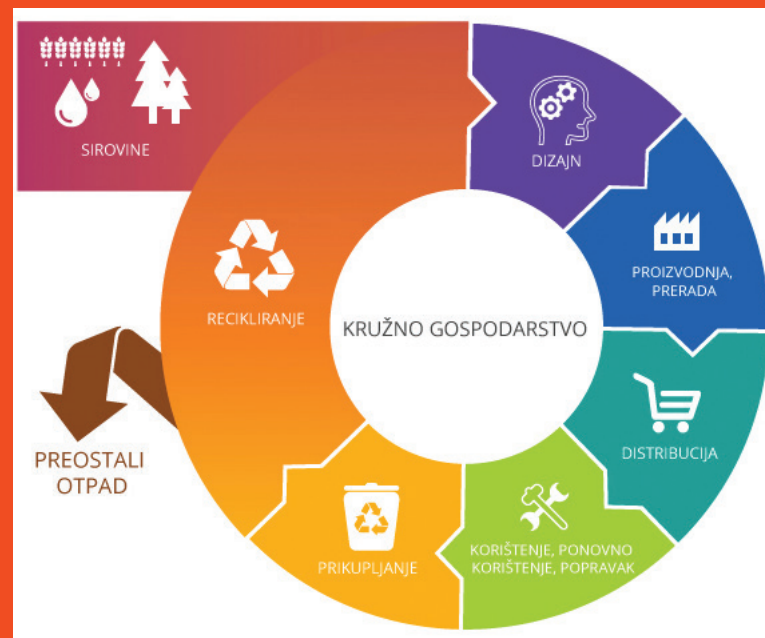 SIROVINE
DIZAJN
PROIZVODNJA,
PRERADA
RECIKLIRANJE
KRUŽNO GOSPODARSTVO
DISTRIBUCIJA
PREOSTALI
OTPAD
KORIŠTENJE, PONOVNO
KORIŠTENJE, POPRAVAK
PRIKUPLJANJE